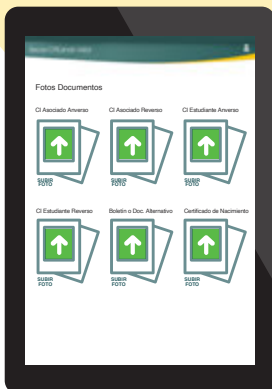 Fotos Documentos
CI Asociado Anverso CI Asociado Reverso CI Estudiante Anverso
SUBIR SUBIR SUBIR
FOTO FOTO FOTO
CI Estudiante Reverso Boletín o Doc. Alternativo Certificado de Nacimiento
SUBIR SUBIR SUBIR
FOTO FOTO FOTO